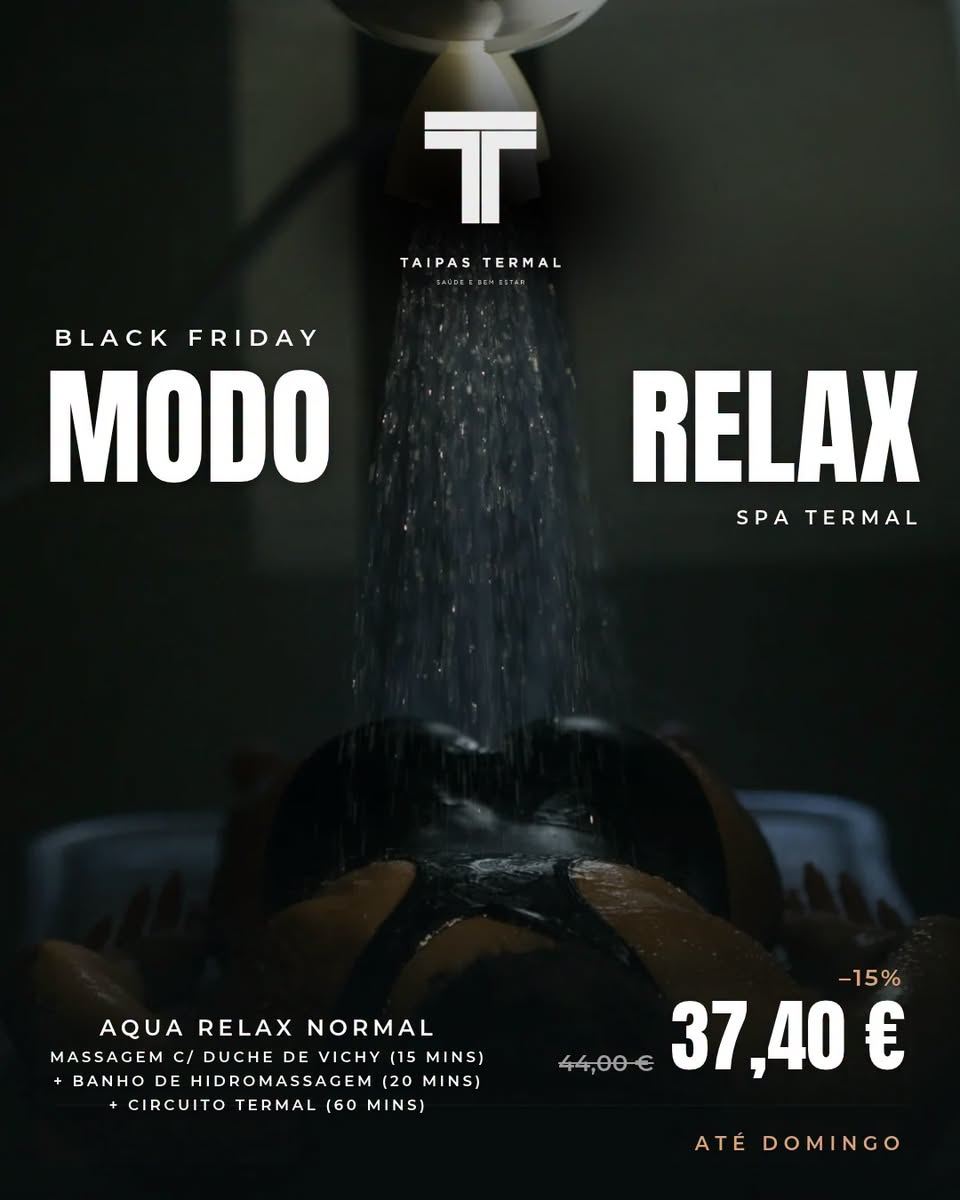 TAIPAS TERMAL
SAÚDE E BEM ESTAR
BLACK FRIDAY
MODO RELAX
SPA TERMAL
AQUA RELAX NORMAL
MASSAGEM C/ DUCHE DE VICHY (15 MINS)
+ BANHO DE HIDROMASSAGEM (20 MINS)
+ CIRCUITO TERMAL (60 MINS)
–15%
44,00 € 37,40 €
ATÉ DOMINGO